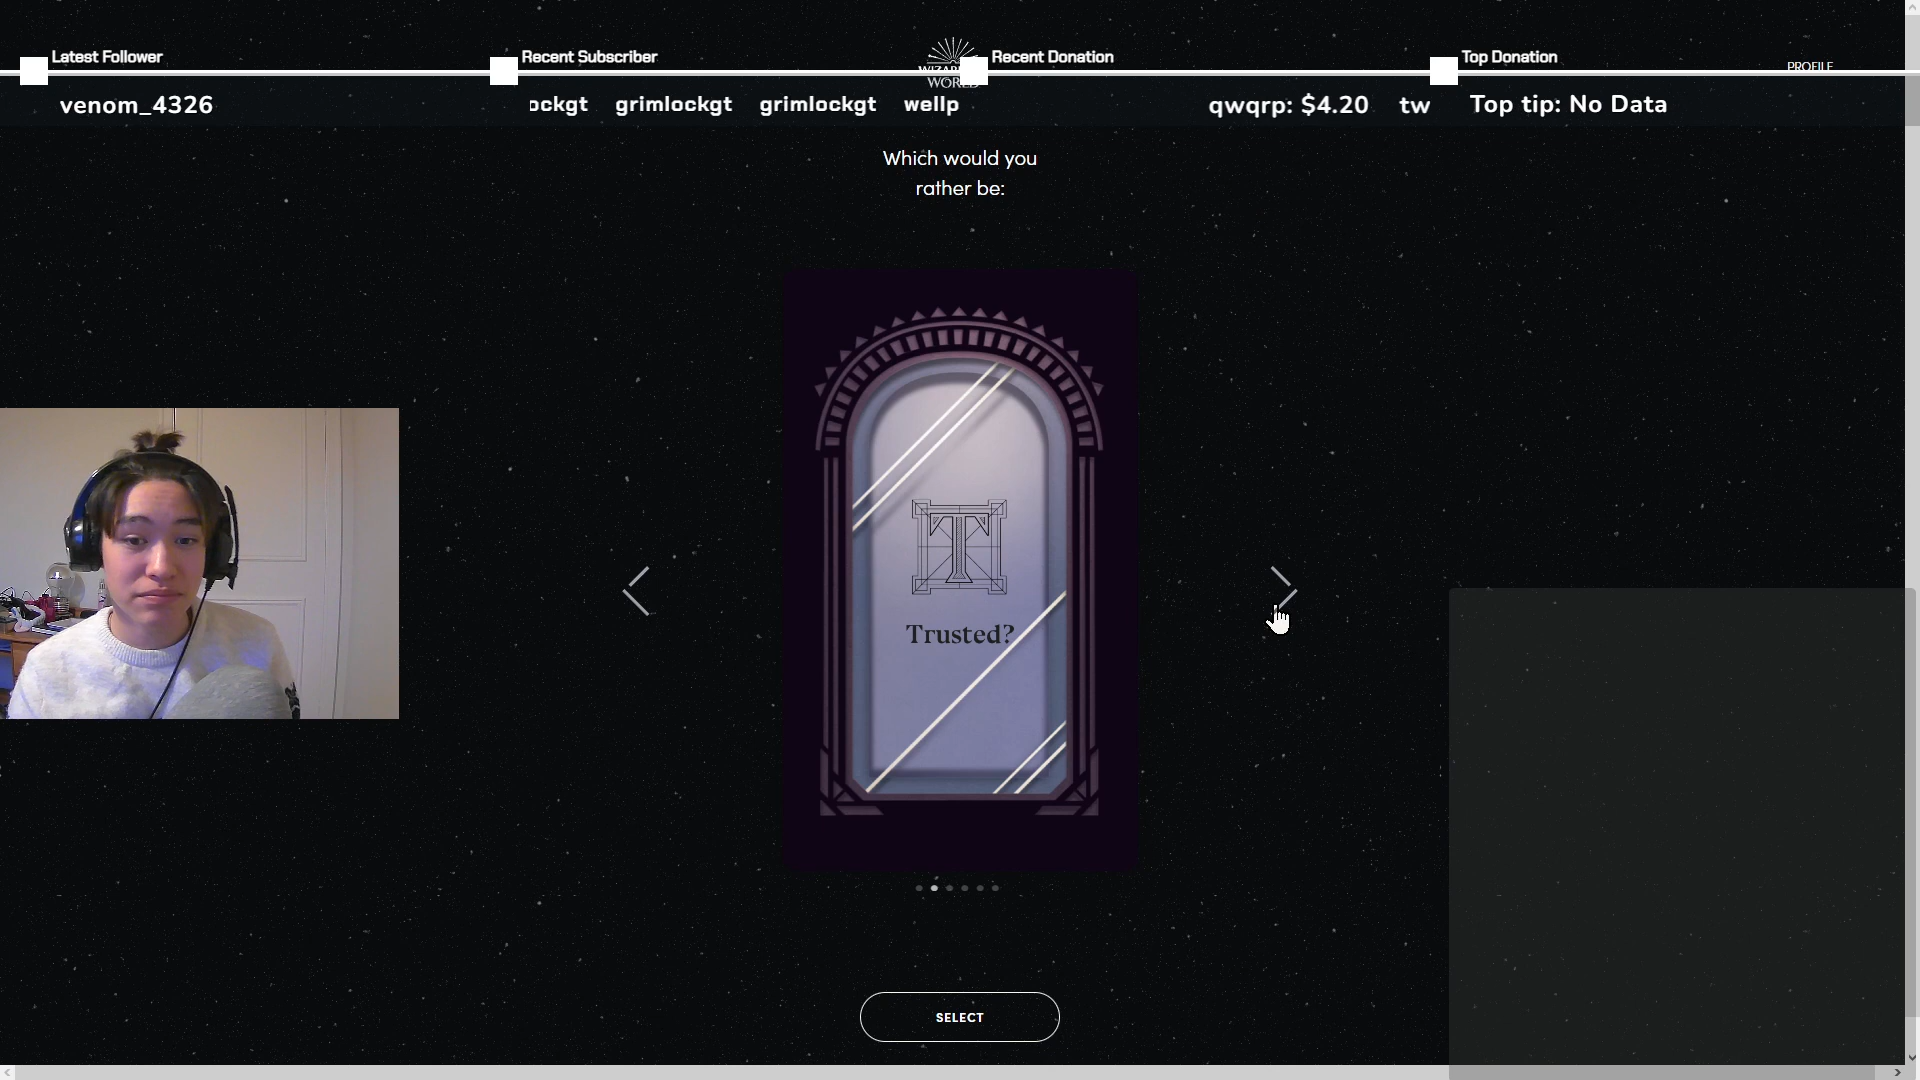 Latest Follower
Recent Subscriber
Recent Donation
Top Donation
PROFILE
WORLD
venom_4326
ockgt grimlockgt grimlockgt wellp
qwqrp: $4.20 tw
Top tip: No Data
Which would you
rather be:
T
Trusted?
SELECT